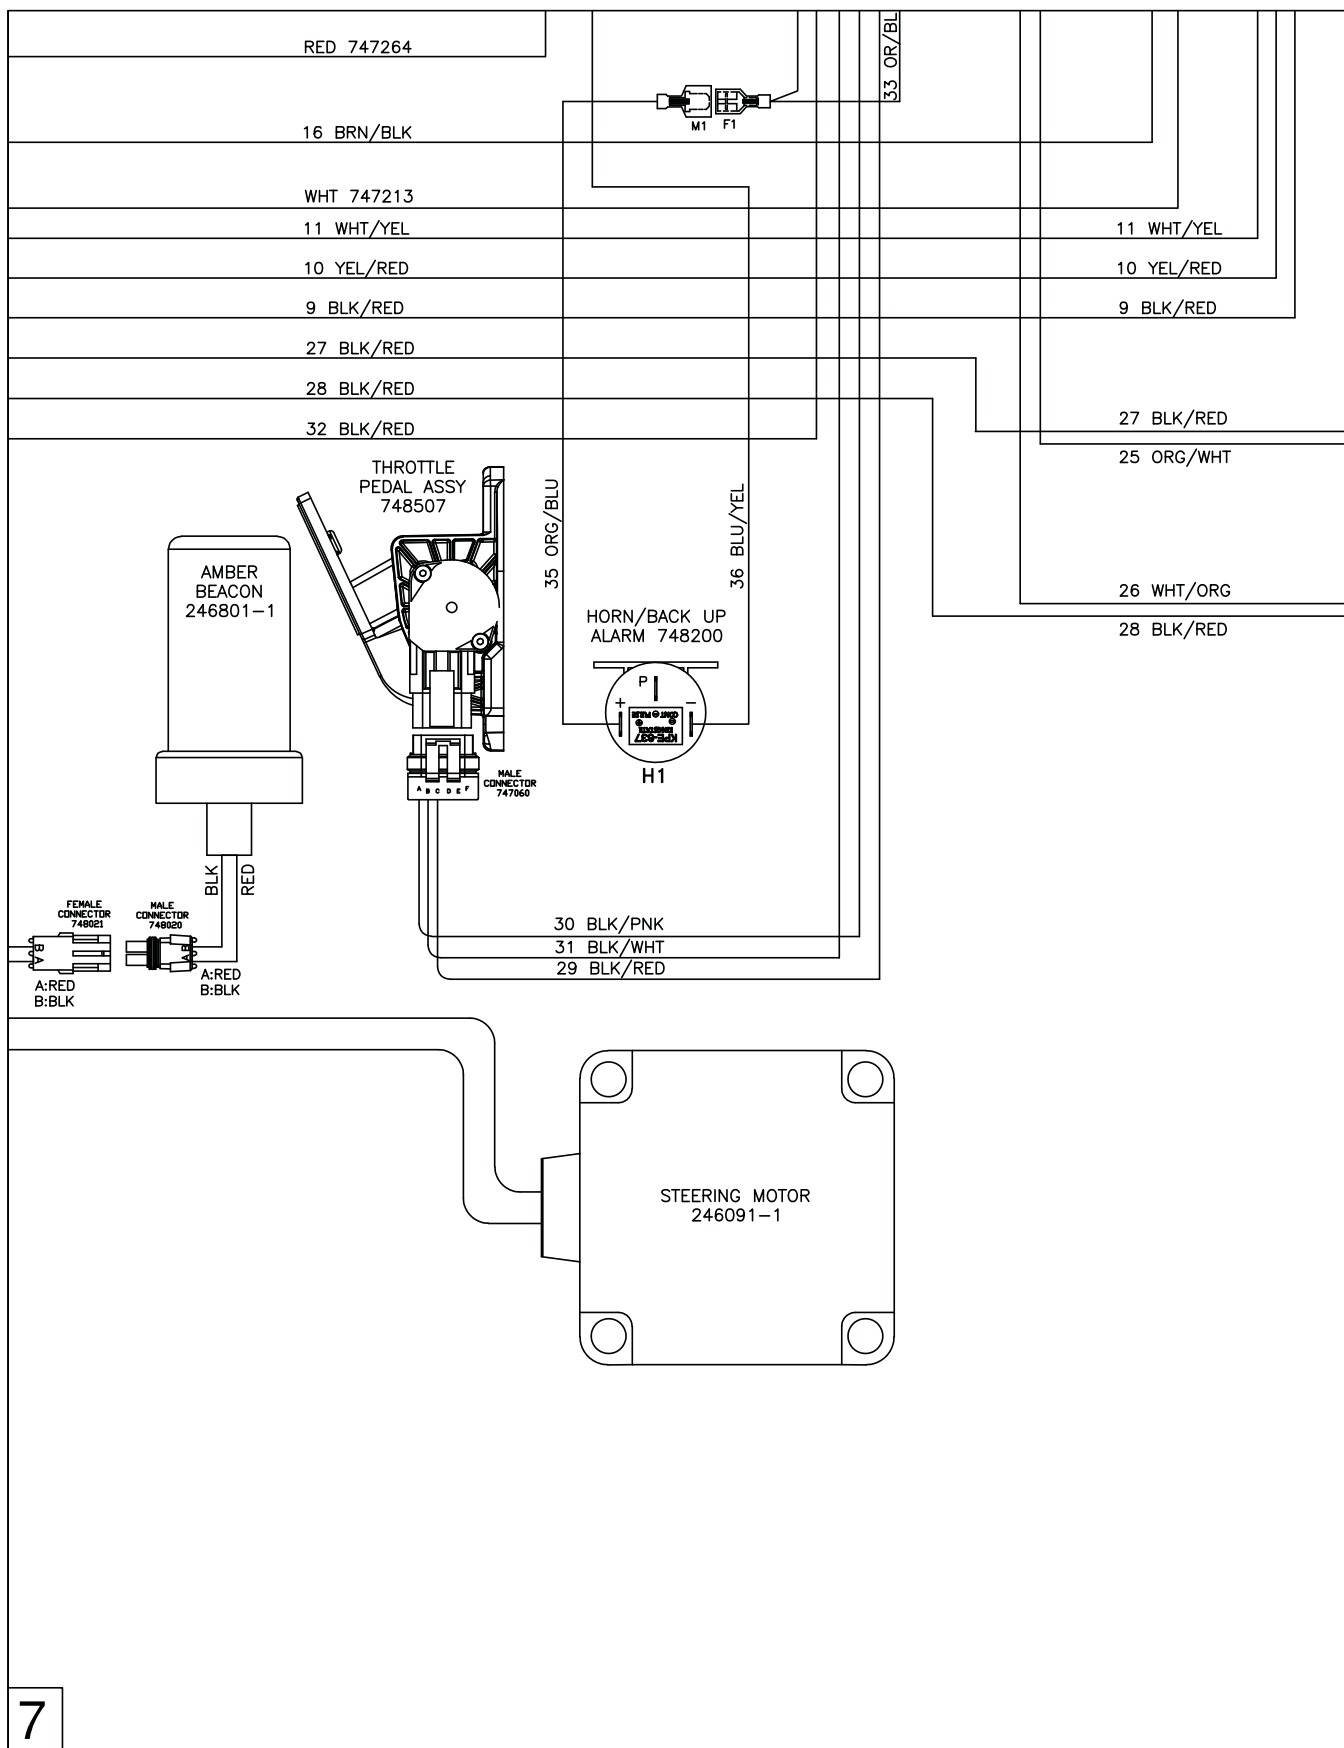 RED 747264
33 OR/BL
M1
F1
16 BRN/BLK
WHT 747213
11 WHT/YEL
11 WHT/YEL
10 YEL/RED
10 YEL/RED
9 BLK/RED
9 BLK/RED
27 BLK/RED
28 BLK/RED
27 BLK/RED
32 BLK/RED
25 ORG/WHT
THROTTLE
PEDAL ASSY
748507
35 ORG/BLU
36 BLU/YEL
AMBER
BEACON
246801-1
26 WHT/ORG
28 BLK/RED
HORN/BACK UP
ALARM 748200
P
+
-
CONT PULSE
KINGSTATE
KPE-637
H1
MALE
CONNECTOR
747060
A B C D E F
BLK
RED
FEMALE
CONNECTOR
748021
MALE
CONNECTOR
748020
B A
B A
A:RED
B:BLK
A:RED
B:BLK
30 BLK/PNK
31 BLK/WHT
29 BLK/RED
STEERING MOTOR
246091-1
7